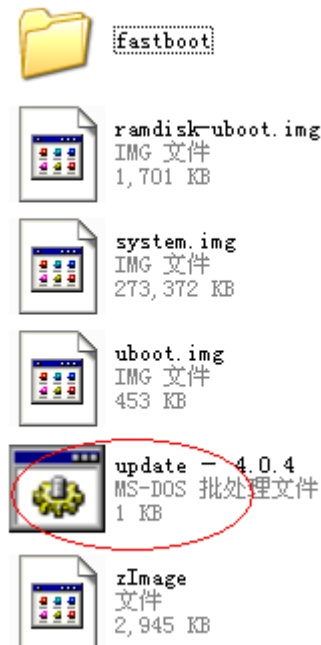 fastboot
ramdisk-uboot.img
IMG 文件
1,701 KB
system.img
IMG 文件
273,372 KB
uboot.img
IMG 文件
453 KB
update - 4.0.4
MS-DOS 批处理文件
1 KB
zImage
文件
2,945 KB